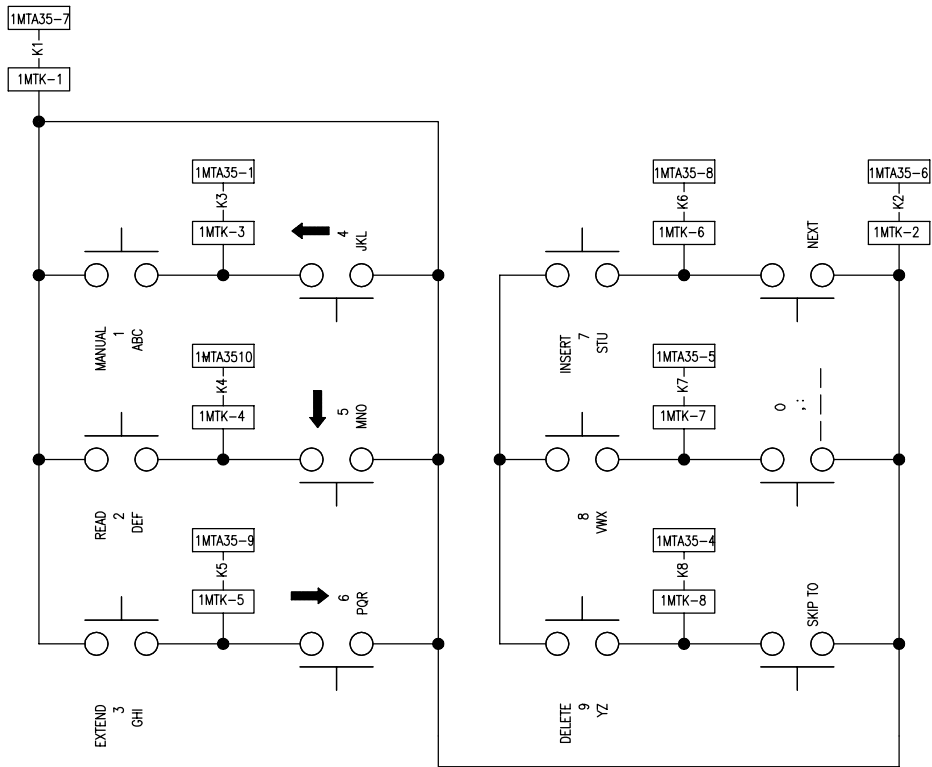 1MTA35-7
K1
1MTK-1
1MTA35-1
K3
1MTK-3
4
JKL
1MTA35-8
K6
1MTK-6
NEXT
1MTA35-6
K2
1MTK-2
MANUAL
1
ABC
1MTA3510
K4
1MTK-4
5
MNO
INSERT
7
STU
1MTA35-5
K7
1MTK-7
0
,:
READ
2
DEF
1MTA35-9
K5
1MTK-5
6
PQR
8
VWX
1MTA35-4
K8
1MTK-8
SKIP TO
EXTEND
3
GHI
DELETE
9
YZ